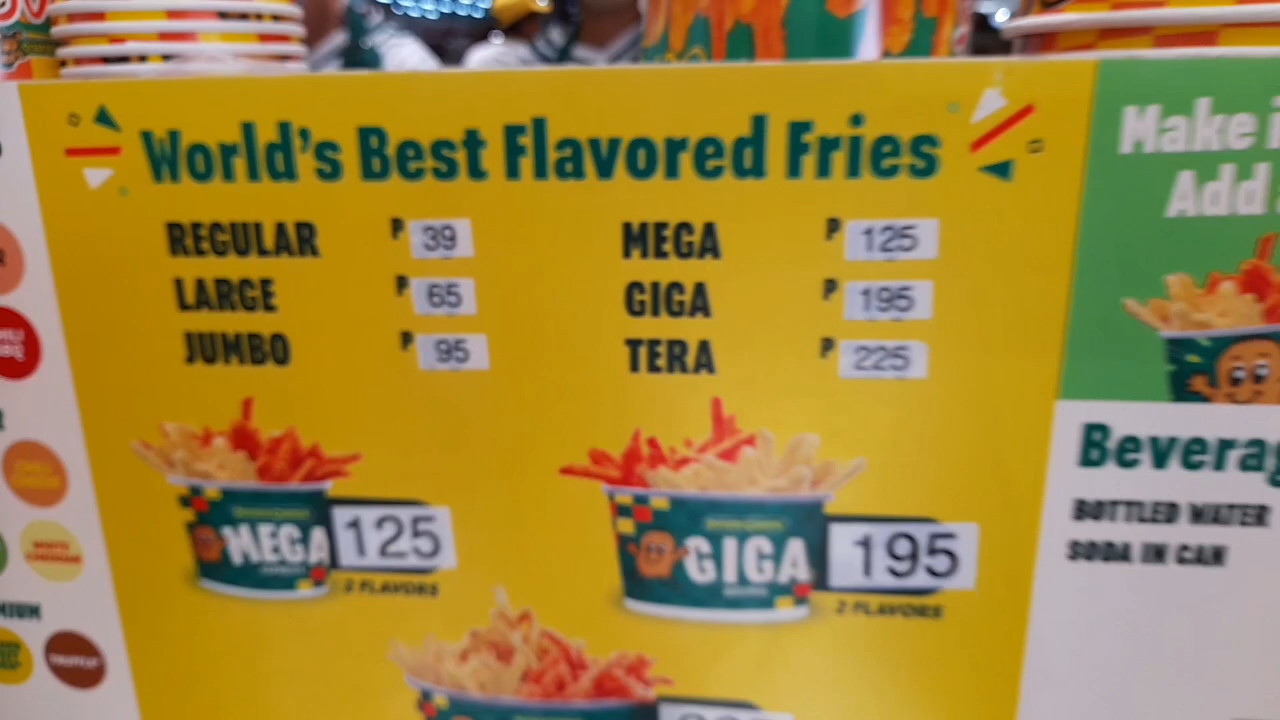 World's Best Flavored Fries
REGULAR P 39
LARGE P 65
JUMBO P 95
MEGA P 125
GIGA P 195
TERA P 225
MEGA
125
2 FLAVORS
GIGA
195
2 FLAVORS
Make
Add
BOTTLED WATER
SODA IN CAN